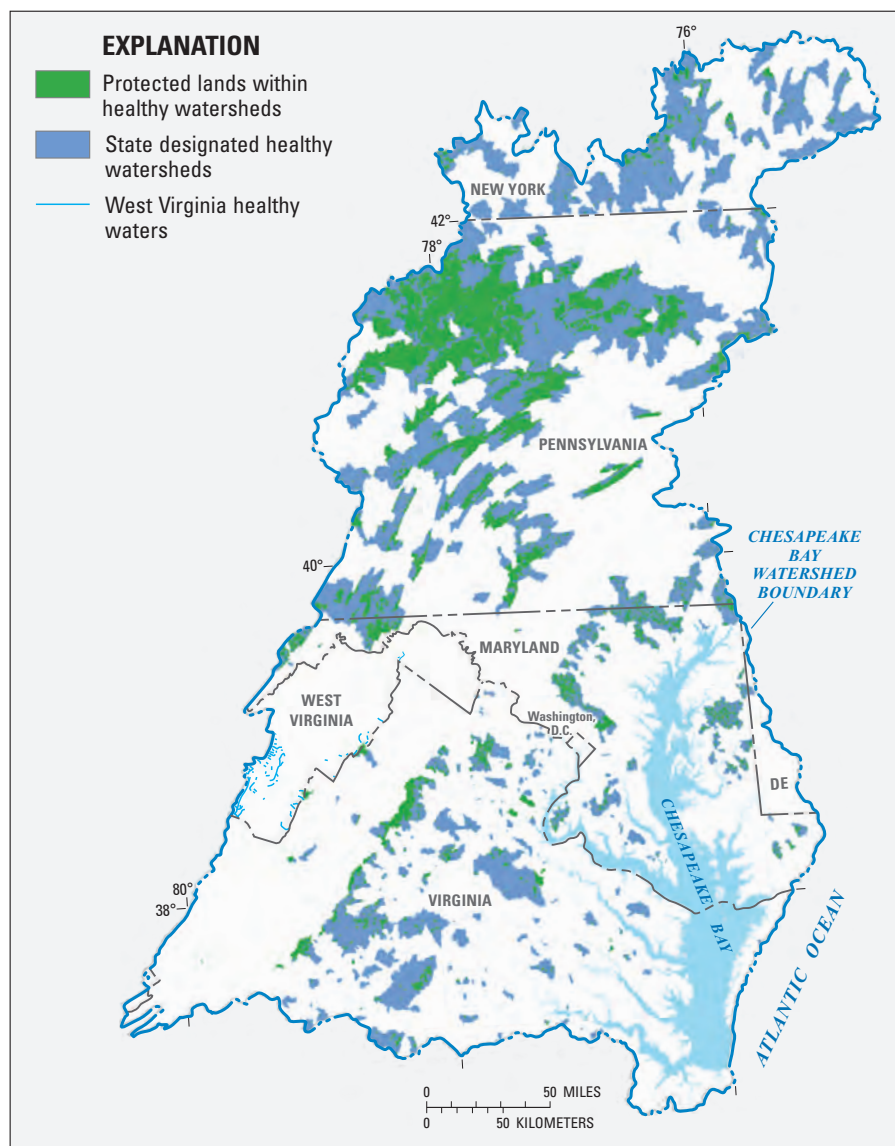 EXPLANATION
Protected lands within
healthy watersheds
State designated healthy
watersheds
West Virginia healthy
waters
76°
NEW YORK
42°
78°
PENNSYLVANIA
CHESAPEAKE
BAY
WATERSHED
BOUNDARY
40°
MARYLAND
WEST
VIRGINIA
Washington,
D.C.
DE
CHESAPEAKE BAY
80°
38°
VIRGINIA
ATLANTIC OCEAN
0 50 MILES
0 50 KILOMETERS